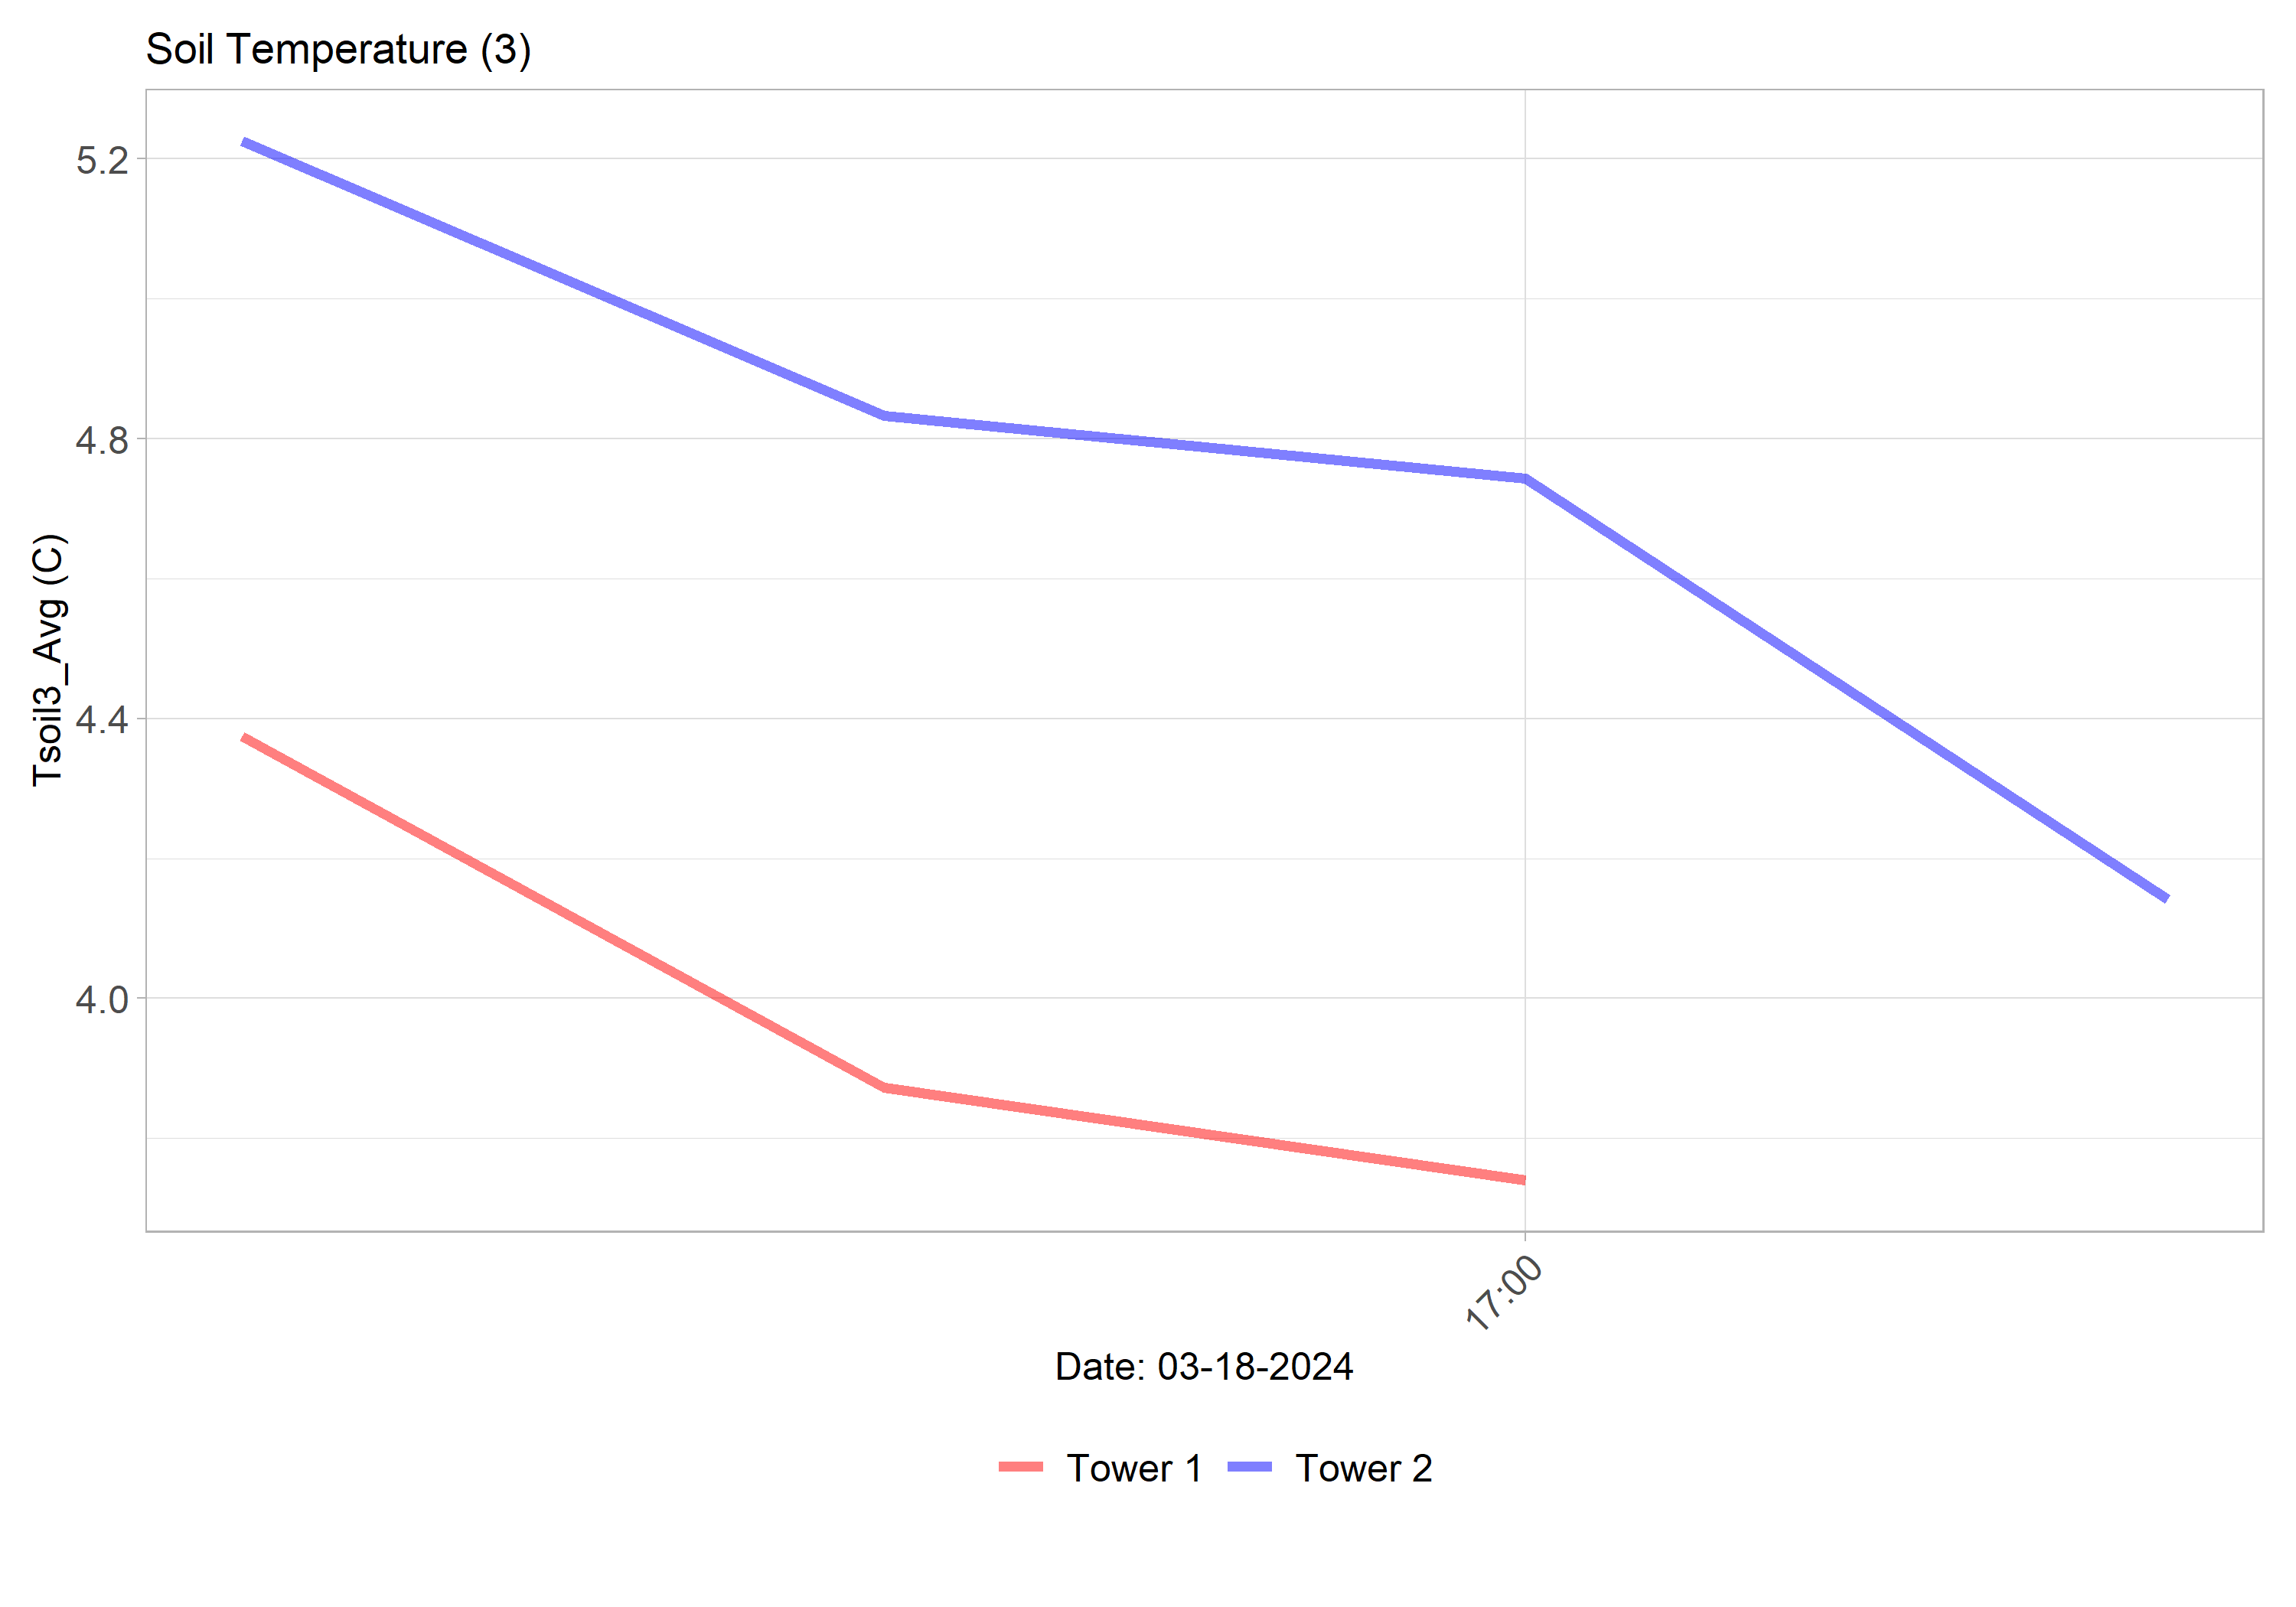 Soil Temperature (3)
Tsoil3_Avg (C)
5.2
4.8
4.4
4.0
17:00
Date: 03-18-2024
Tower 1 Tower 2